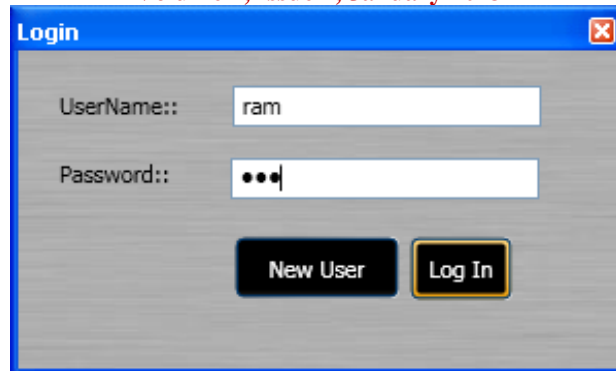 Login
UserName:: ram
Password:: •••
New User Log In